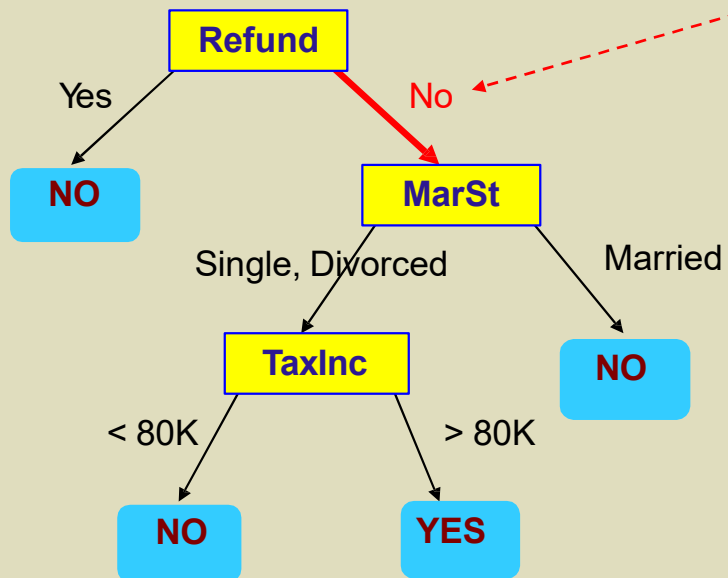 Refund
Yes
No
NO
MarSt
Single, Divorced
Married
TaxInc
NO
< 80K
> 80K
NO
YES